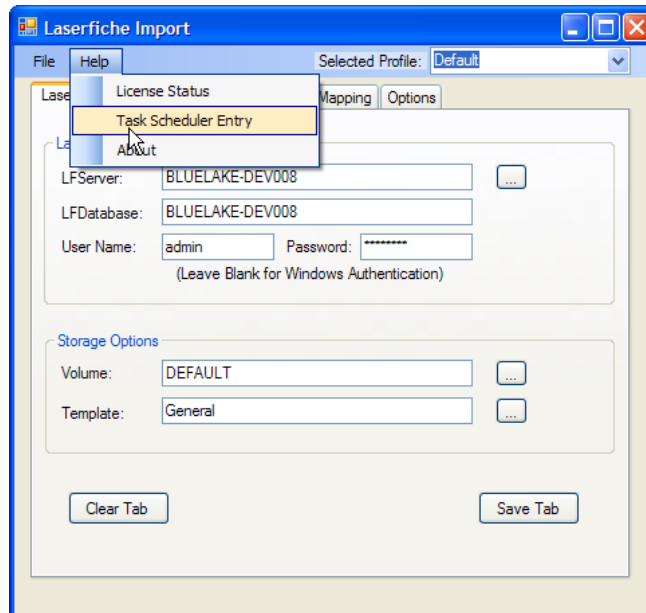 Laserfiche Import
File Help Selected Profile: Default
License Status
Task Scheduler Entry
About
Mapping Options
LFServer: BLUELAKE-DEV008 ...
LFDatabase: BLUELAKE-DEV008
User Name: admin Password: ********
(Leave Blank for Windows Authentication)
Storage Options
Volume: DEFAULT ...
Template: General ...
Clear Tab Save Tab